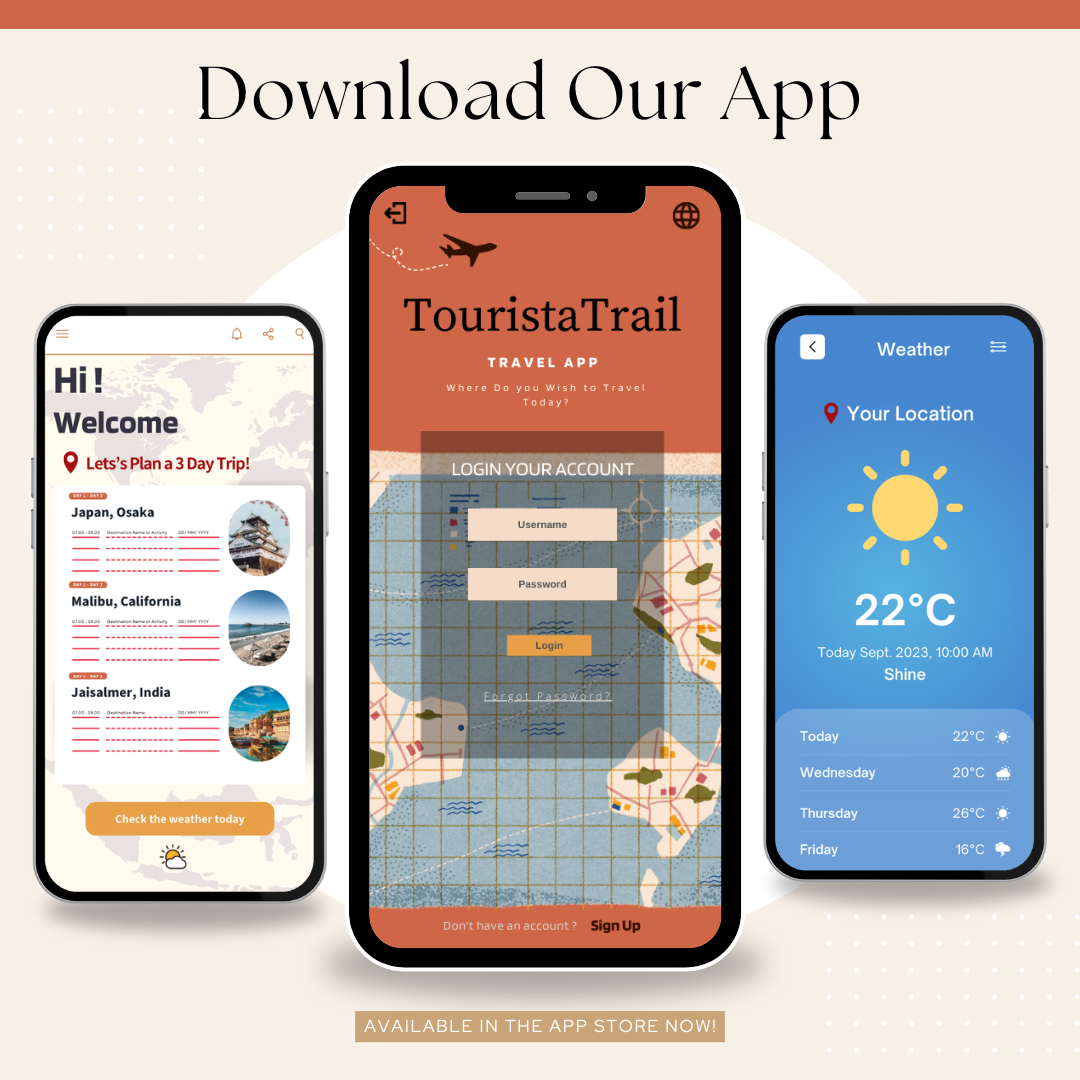 Download Our App
Hi !
Welcome
Lets's Plan a 3 Day Trip!
DAY 1 - DAY 3
Japan, Osaka
07:00 - 08:00 Destination Name or Activity DD/ MM/ YYYY
DAY 1 - DAY 3
Malibu, California
07:00 - 08:00 Destination Name or Activity DD/ MM/ YYYY
DAY 1 - DAY 3
Jaisalmer, India
07:00 - 08:00 Destination Name DD/ MM/ YYYY
Check the weather today
TouristaTrail
TRAVEL APP
Where Do you Wish to Travel
Today?
LOGIN YOUR ACCOUNT
Username
Password
Login
Forgot Password?
Don't have an account ? Sign Up
Weather
Your Location
22°C
Today Sept. 2023, 10:00 AM
Shine
Today 22°C
Wednesday 20°C
Thursday 26°C
Friday 16°C
AVAILABLE IN THE APP STORE NOW!